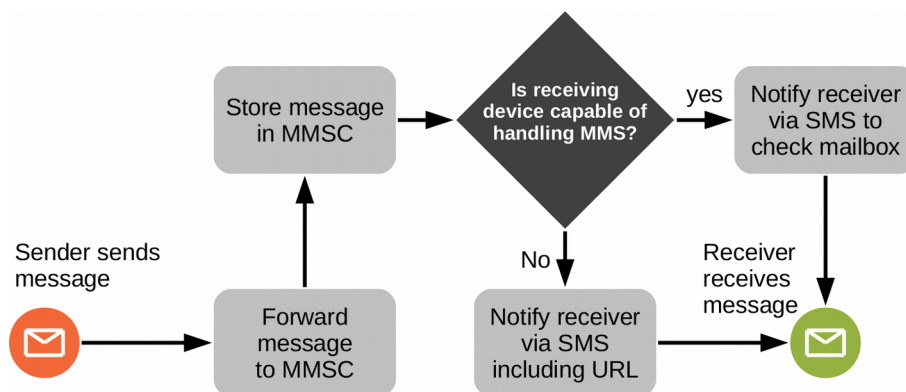 Sender sends
message
Forward
message
to MMSC
Store message
in MMSC
Is receiving
device capable of
handling MMS?
yes
Notify receiver
via SMS to
check mailbox
No
Notify receiver
via SMS
including URL
Receiver
receives
message